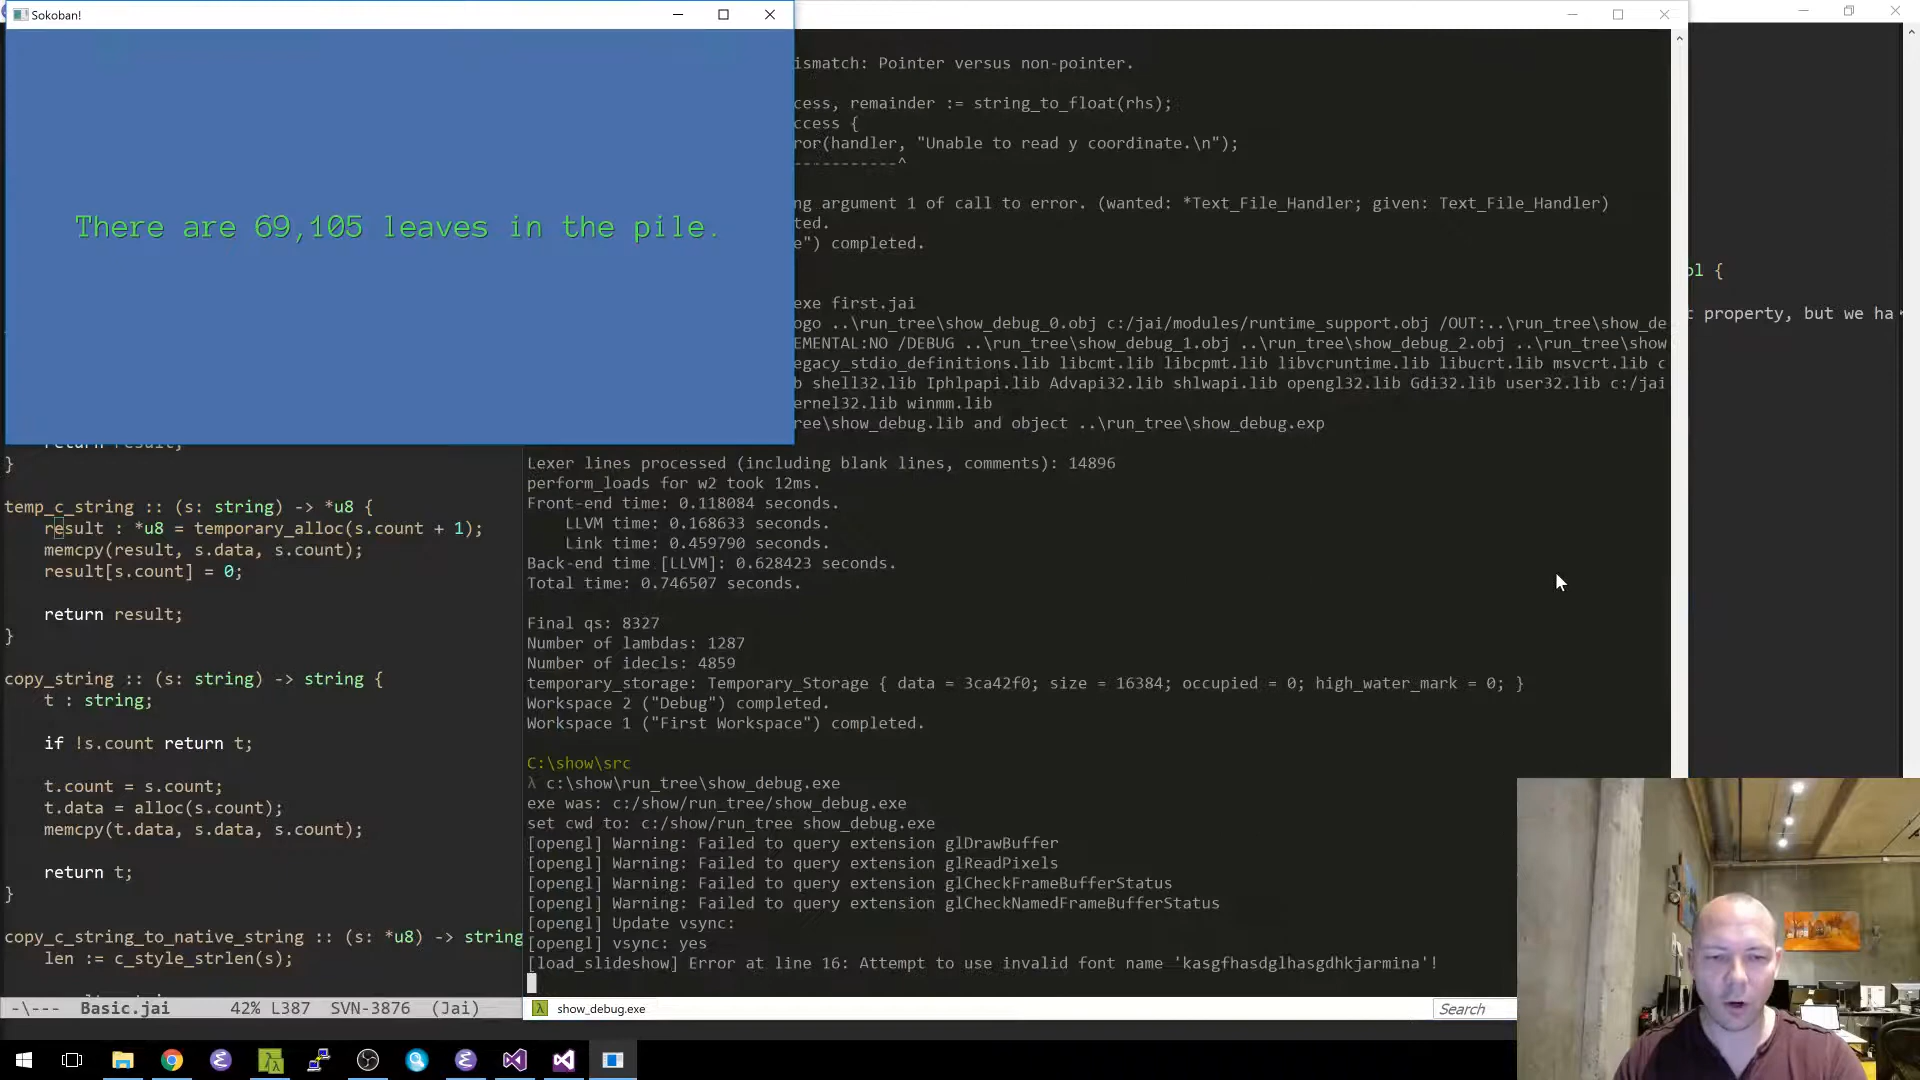 Sokoban!
There are 69,105 leaves in the pile.
ismatch: Pointer versus non-pointer.
cess, remainder := string_to_float(rhs);
ccess {
ror(handler, "Unable to read y coordinate.\n");
-----------^
ng argument 1 of call to error. (wanted: *Text_File_Handler; given: Text_File_Handler)
ted.
e") completed.
exe first.jai
ogo ..\run_tree\show_debug_0.obj c:/jai/modules/runtime_support.obj /OUT:..\run_tree\show_de
EMENTAL:NO /DEBUG ..\run_tree\show_debug_1.obj ..\run_tree\show_debug_2.obj ..\run_tree\show
egacy_stdio_definitions.lib libcmt.lib libcpmt.lib libvcruntime.lib libucrt.lib msvcrt.lib c
b shell32.lib Iphlpapi.lib Advapi32.lib shlwapi.lib opengl32.lib Gdi32.lib user32.lib c:/jai
ernel32.lib winmm.lib
ee\show_debug.lib and object ..\run_tree\show_debug.exp
Lexer lines processed (including blank lines, comments): 14896
perform_loads for w2 took 12ms.
Front-end time: 0.118084 seconds.
LLVM time: 0.168633 seconds.
Link time: 0.459790 seconds.
Back-end time [LLVM]: 0.628423 seconds.
Total time: 0.746507 seconds.
Final qs: 8327
Number of lambdas: 1287
Number of idecls: 4859
temporary_storage: Temporary_Storage { data = 3ca42f0; size = 16384; occupied = 0; high_water_mark = 0; }
Workspace 2 ("Debug") completed.
Workspace 1 ("First Workspace") completed.
C:\show\src
λ c:\show\run_tree\show_debug.exe
exe was: c:/show/run_tree/show_debug.exe
set cwd to: c:/show/run_tree show_debug.exe
[opengl] Warning: Failed to query extension glDrawBuffer
[opengl] Warning: Failed to query extension glReadPixels
[opengl] Warning: Failed to query extension glCheckFrameBufferStatus
[opengl] Warning: Failed to query extension glCheckNamedFrameBufferStatus
[opengl] Update vsync:
[opengl] vsync: yes
[load_slideshow] Error at line 16: Attempt to use invalid font name 'kasgfhasdglhasgdhkjarmina'!
show_debug.exe
Search
ol {
t property, but we ha
return result;
}
temp_c_string :: (s: string) -> *u8 {
result : *u8 = temporary_alloc(s.count + 1);
memcpy(result, s.data, s.count);
result[s.count] = 0;
return result;
}
copy_string :: (s: string) -> string {
t : string;
if !s.count return t;
t.count = s.count;
t.data = alloc(s.count);
memcpy(t.data, s.data, s.count);
return t;
}
copy_c_string_to_native_string :: (s: *u8) -> string
len := c_style_strlen(s);
-\--- Basic.jai 42% L387 SVN-3876 (Jai)